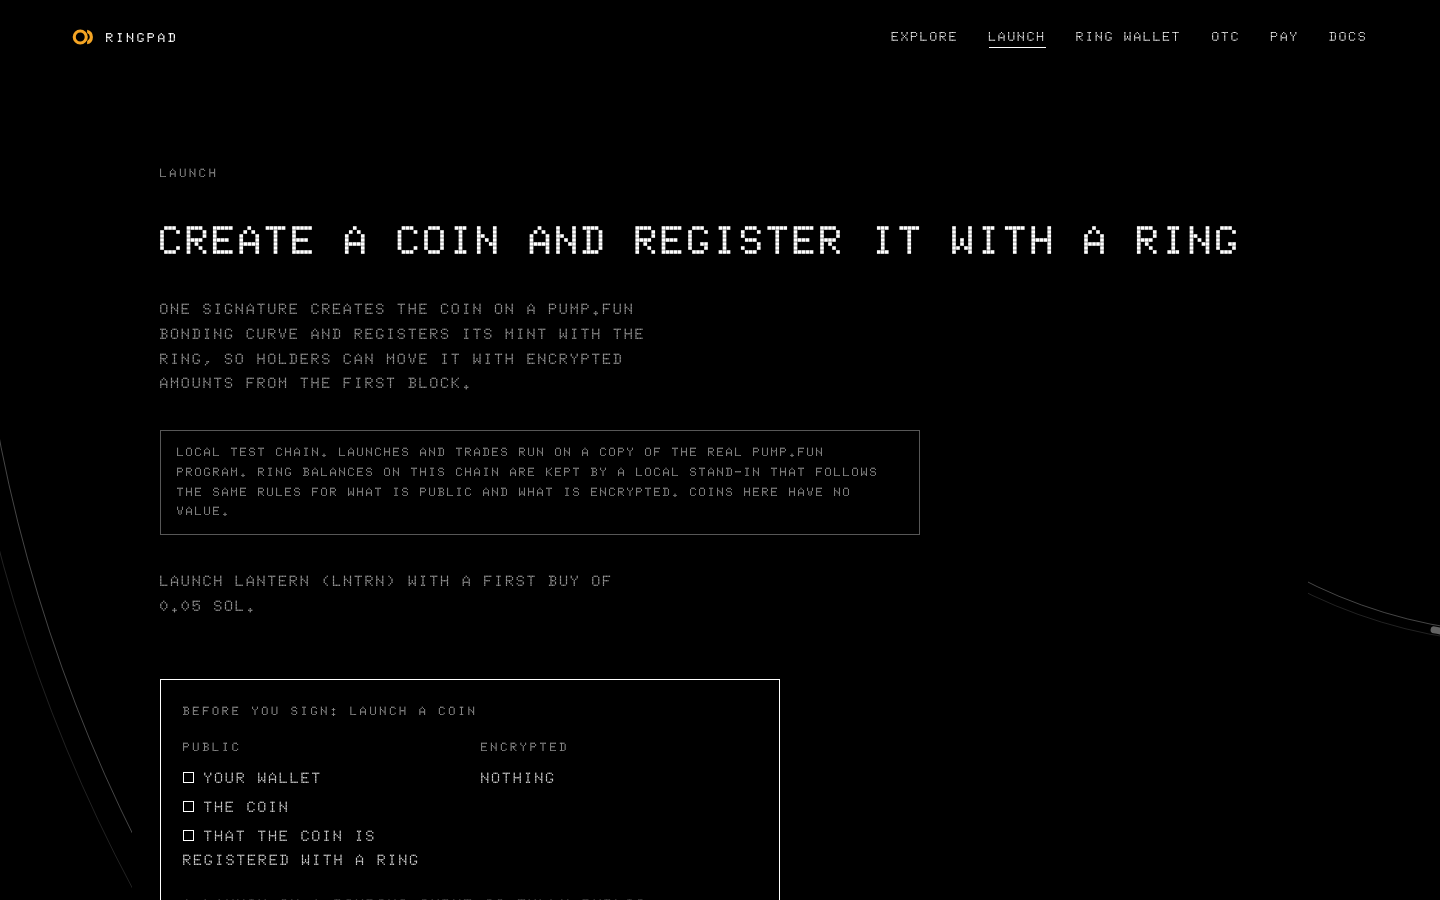 RINGPAD
EXPLORE LAUNCH RING WALLET OTC PAY DOCS
LAUNCH
CREATE A COIN AND REGISTER IT WITH A RING
ONE SIGNATURE CREATES THE COIN ON A PUMP.FUN
BONDING CURVE AND REGISTERS ITS MINT WITH THE
RING, SO HOLDERS CAN MOVE IT WITH ENCRYPTED
AMOUNTS FROM THE FIRST BLOCK.
LOCAL TEST CHAIN. LAUNCHES AND TRADES RUN ON A COPY OF THE REAL PUMP.FUN
PROGRAM. RING BALANCES ON THIS CHAIN ARE KEPT BY A LOCAL STAND-IN THAT FOLLOWS
THE SAME RULES FOR WHAT IS PUBLIC AND WHAT IS ENCRYPTED. COINS HERE HAVE NO
VALUE.
LAUNCH LANTERN (LNTRN) WITH A FIRST BUY OF
0.05 SOL.
BEFORE YOU SIGN: LAUNCH A COIN
PUBLIC
YOUR WALLET
THE COIN
THAT THE COIN IS
REGISTERED WITH A RING
ENCRYPTED
NOTHING